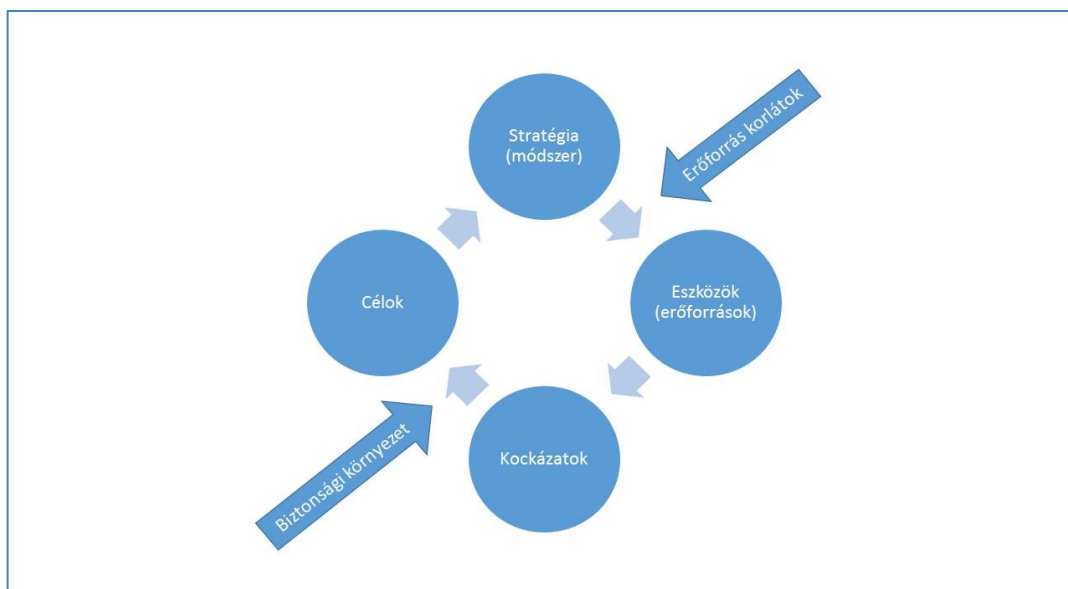 Stratégia
(módszer)
Erőforrás korlátok
Célok
Eszközök
(erőforrások)
Kockázatok
Biztonsági környezet